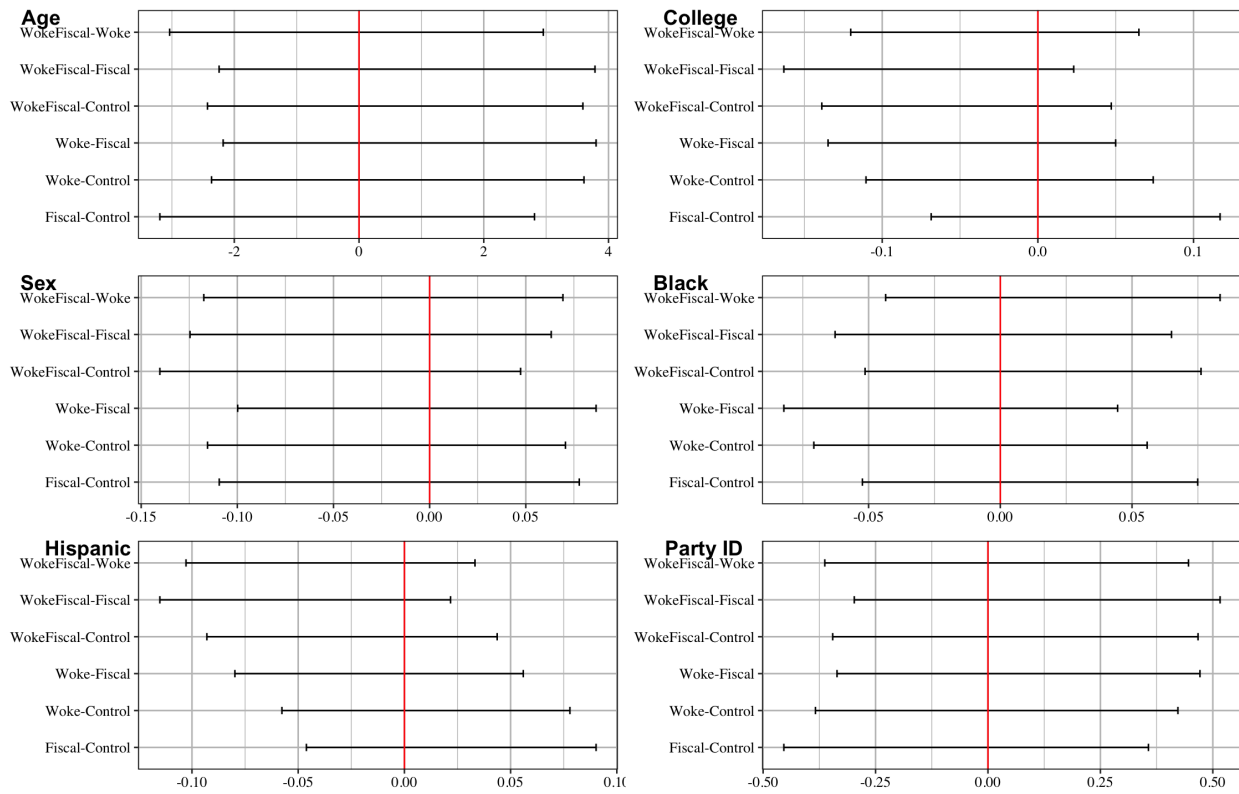 Age
WokeFiscal-Woke
WokeFiscal-Fiscal
WokeFiscal-Control
Woke-Fiscal
Woke-Control
Fiscal-Control
-2 0 2 4
College
WokeFiscal-Woke
WokeFiscal-Fiscal
WokeFiscal-Control
Woke-Fiscal
Woke-Control
Fiscal-Control
-0.1 0.0 0.1
Sex
WokeFiscal-Woke
WokeFiscal-Fiscal
WokeFiscal-Control
Woke-Fiscal
Woke-Control
Fiscal-Control
-0.15 -0.10 -0.05 0.00 0.05
Black
WokeFiscal-Woke
WokeFiscal-Fiscal
WokeFiscal-Control
Woke-Fiscal
Woke-Control
Fiscal-Control
-0.05 0.00 0.05
Hispanic
WokeFiscal-Woke
WokeFiscal-Fiscal
WokeFiscal-Control
Woke-Fiscal
Woke-Control
Fiscal-Control
-0.10 -0.05 0.00 0.05 0.10
Party ID
WokeFiscal-Woke
WokeFiscal-Fiscal
WokeFiscal-Control
Woke-Fiscal
Woke-Control
Fiscal-Control
-0.50 -0.25 0.00 0.25 0.50